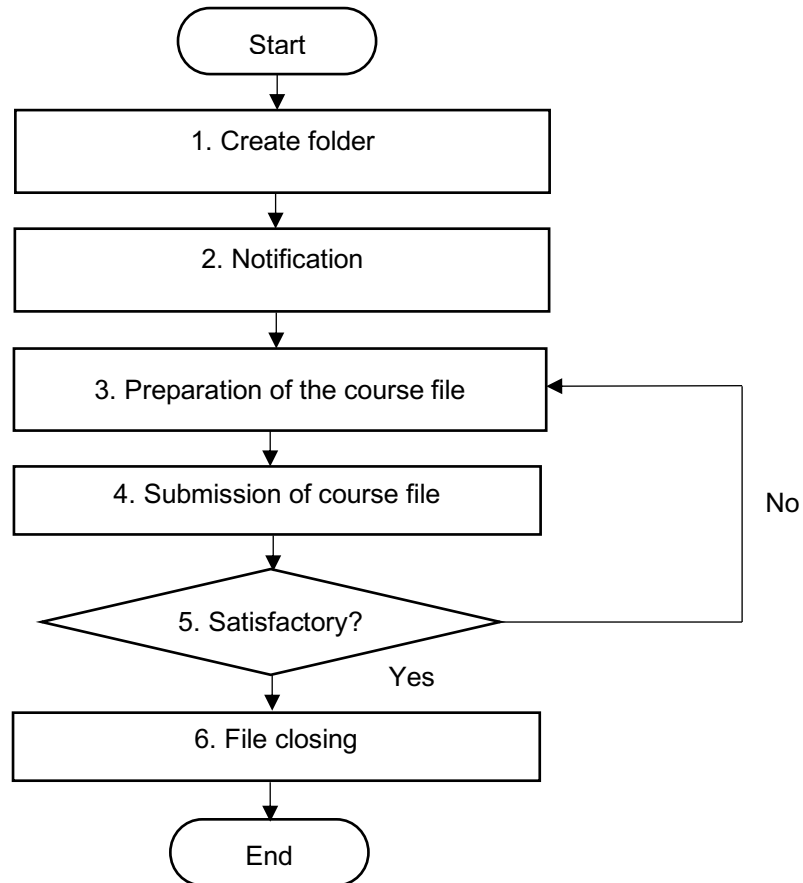 Start
1. Create folder
2. Notification
3. Preparation of the course file
4. Submission of course file
No
5. Satisfactory?
Yes
6. File closing
End